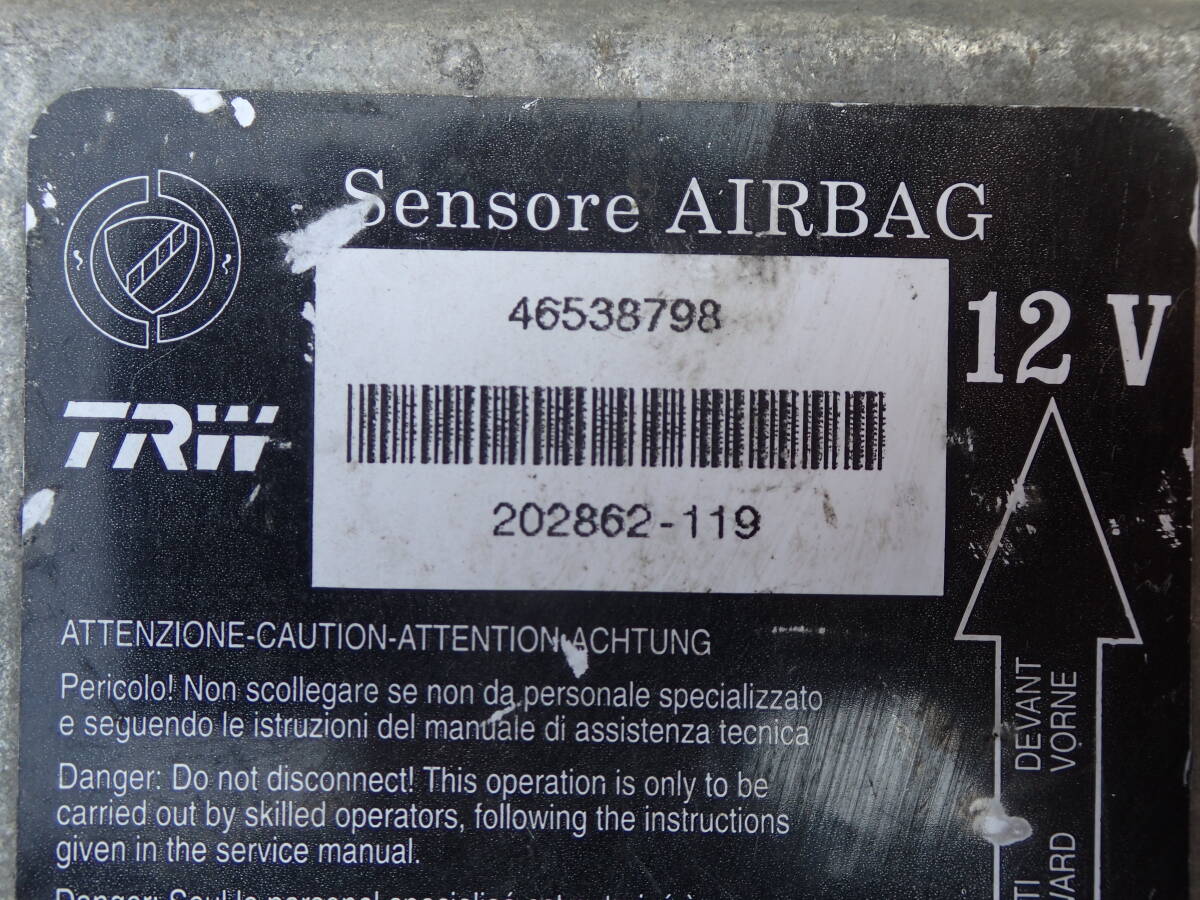 Sensore AIRBAG
46538798
12 V
TRW
202862-119
ATTENZIONE-CAUTION-ATTENTION-ACHTUNG
Pericolo! Non scollegare se non da personale specializzato
e seguendo le istruzioni del manuale di assistenza tecnica
Danger: Do not disconnect! This operation is only to be
carried out by skilled operators, following the instructions
given in the service manual.
DEVANT
VORNE